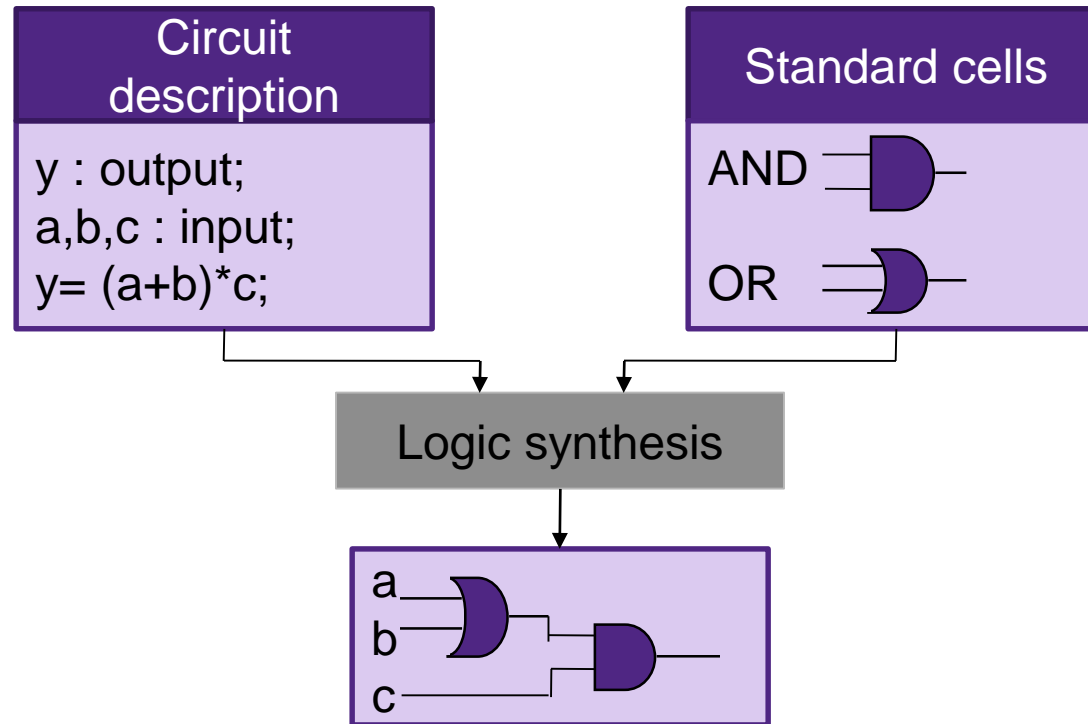 Circuit
description
y : output;
a,b,c : input;
y= (a+b)*c;
Standard cells
AND
OR
Logic synthesis
a
b
c